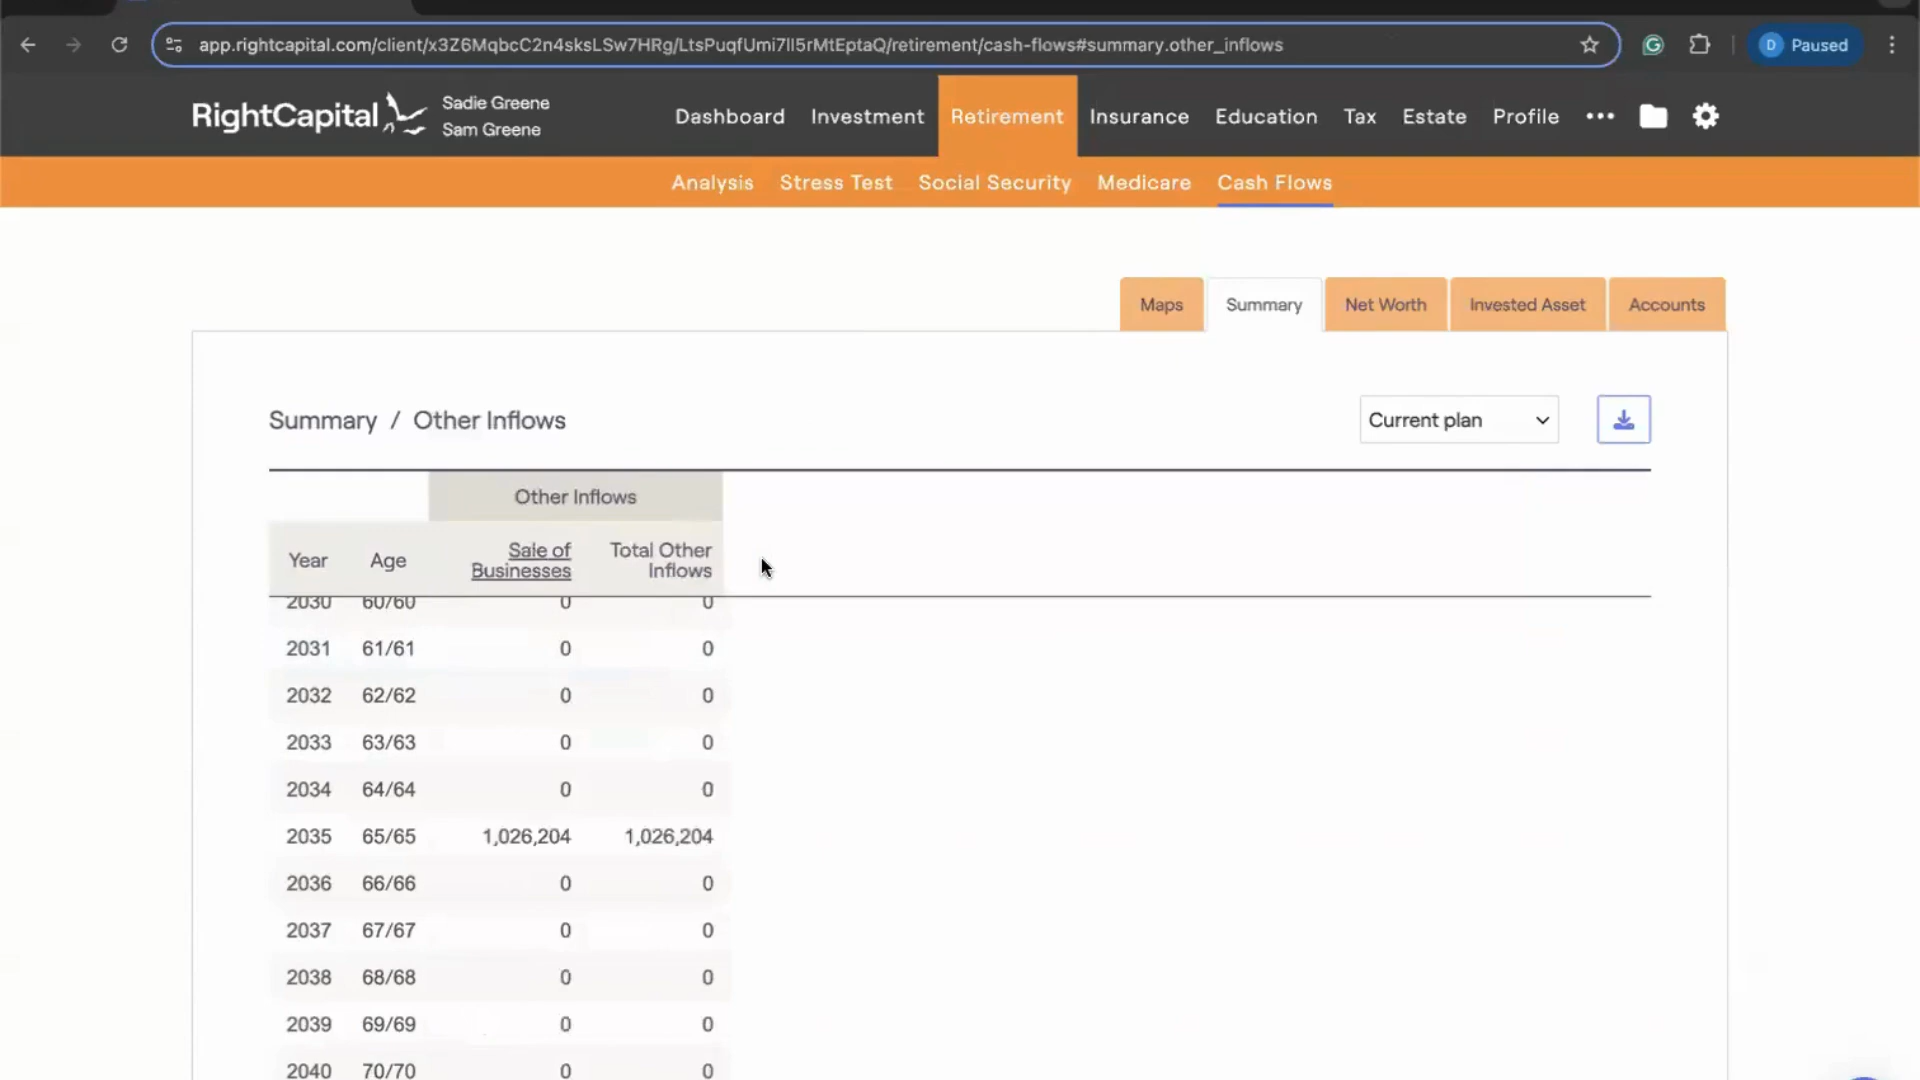 app.rightcapital.com/client/x3Z6MqbcC2n4sksLSw7HRg/LtsPuqfUmi7lI5rMtEptaQ/retirement/cash-flows#summary.other_inflows
D Paused
RightCapital
Sadie Greene
Sam Greene
Dashboard Investment Retirement Insurance Education Tax Estate Profile
Analysis Stress Test Social Security Medicare Cash Flows
Maps Summary Net Worth Invested Asset Accounts
Summary / Other Inflows
Current plan
Other Inflows
Year Age Sale of Businesses Total Other Inflows
2030 60/60 0 0
2031 61/61 0 0
2032 62/62 0 0
2033 63/63 0 0
2034 64/64 0 0
2035 65/65 1,026,204 1,026,204
2036 66/66 0 0
2037 67/67 0 0
2038 68/68 0 0
2039 69/69 0 0
2040 70/70 0 0